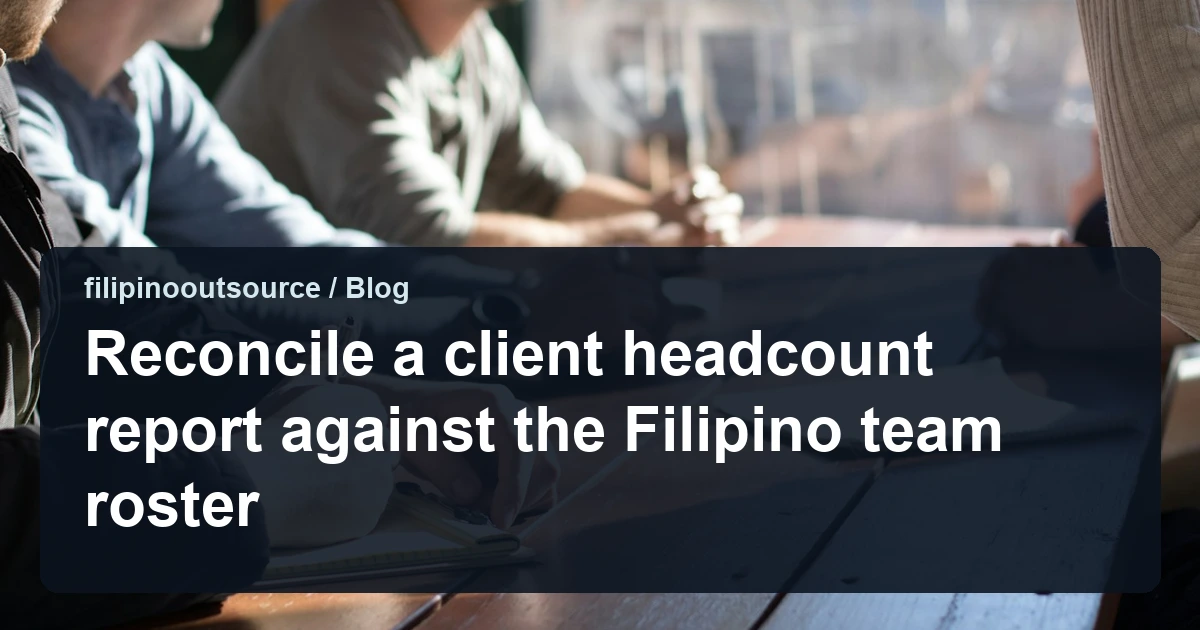 filipinooutsource / Blog
Reconcile a client headcount
report against the Filipino team
roster